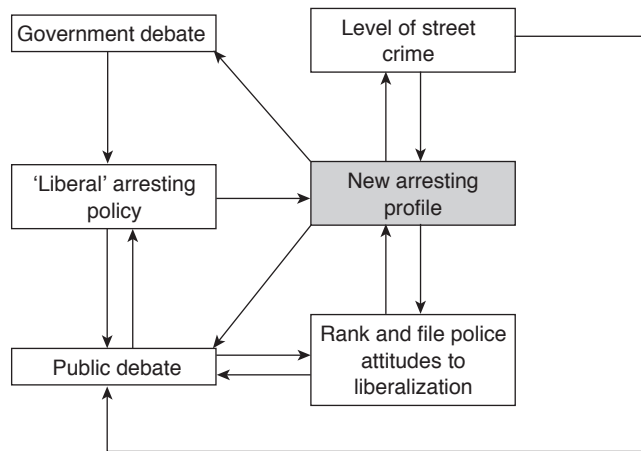 Government debate
Level of street
crime
‘Liberal’ arresting
policy
New arresting
profile
Public debate
Rank and file police
attitudes to
liberalization